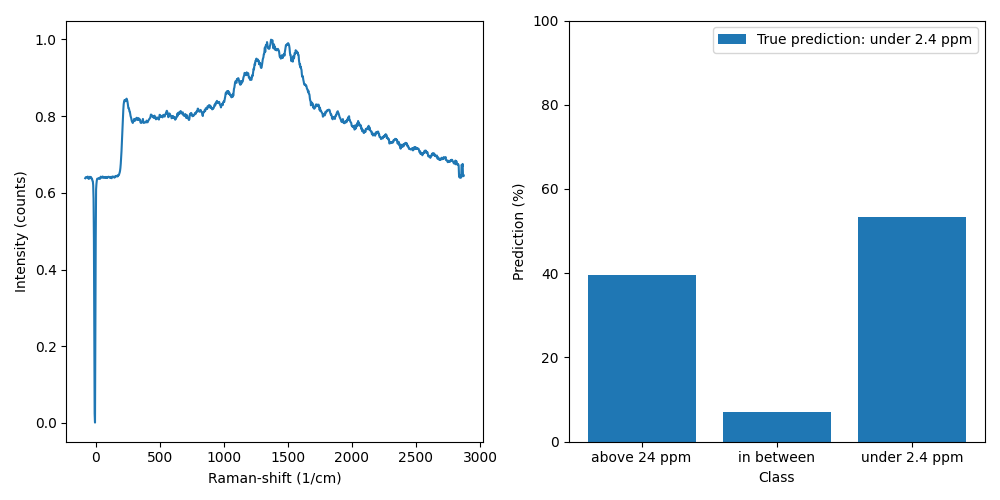 1.0
0.8
0.6
0.4
0.2
0.0
Intensity (counts)
0
500
1000
1500
2000
2500
3000
Raman-shift (1/cm)
100
80
60
40
20
0
Prediction (%)
True prediction: under 2.4 ppm
above 24 ppm
in between
under 2.4 ppm
Class